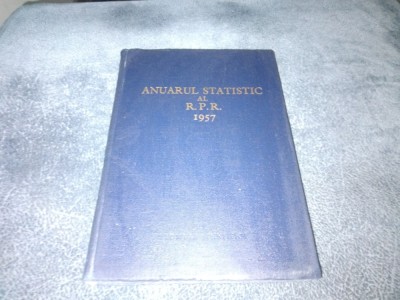 ANUARUL STATISTIC
AL
R.P.R.
1957